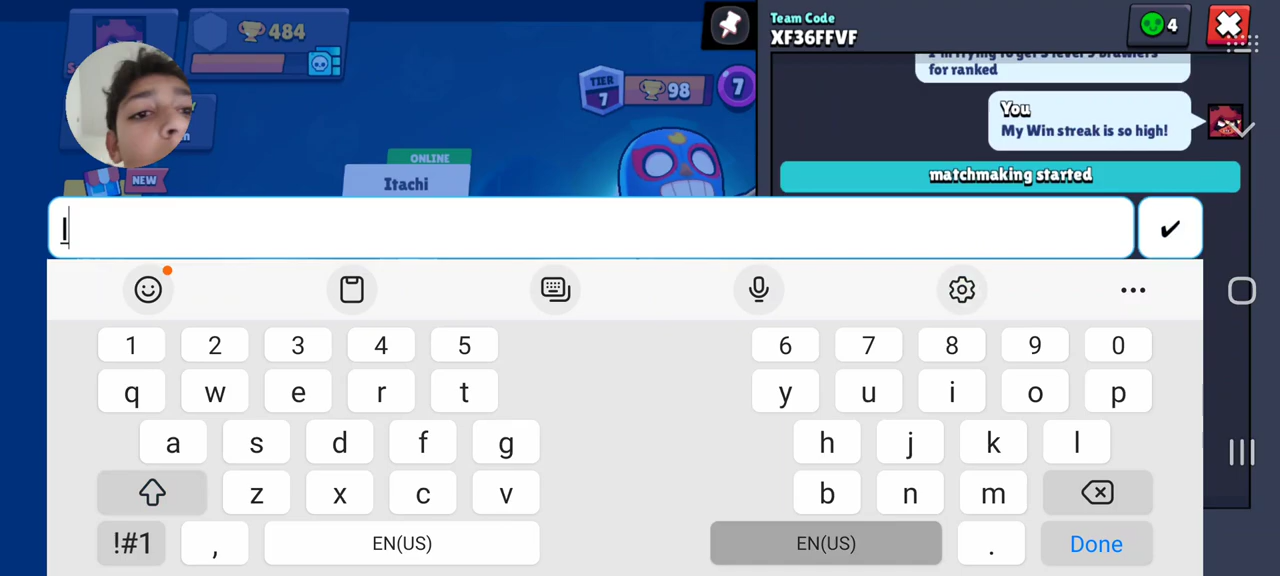 484
NEW
TIER
7
98
7
ONLINE
Itachi
Team Code
XF36FFVF
4
for ranked
You
My Win streak is so high!
matchmaking started
I
1 2 3 4 5 6 7 8 9 0
q w e r t y u i o p
a s d f g h j k l
z x c v b n m
!#1 , EN(US) EN(US) . Done